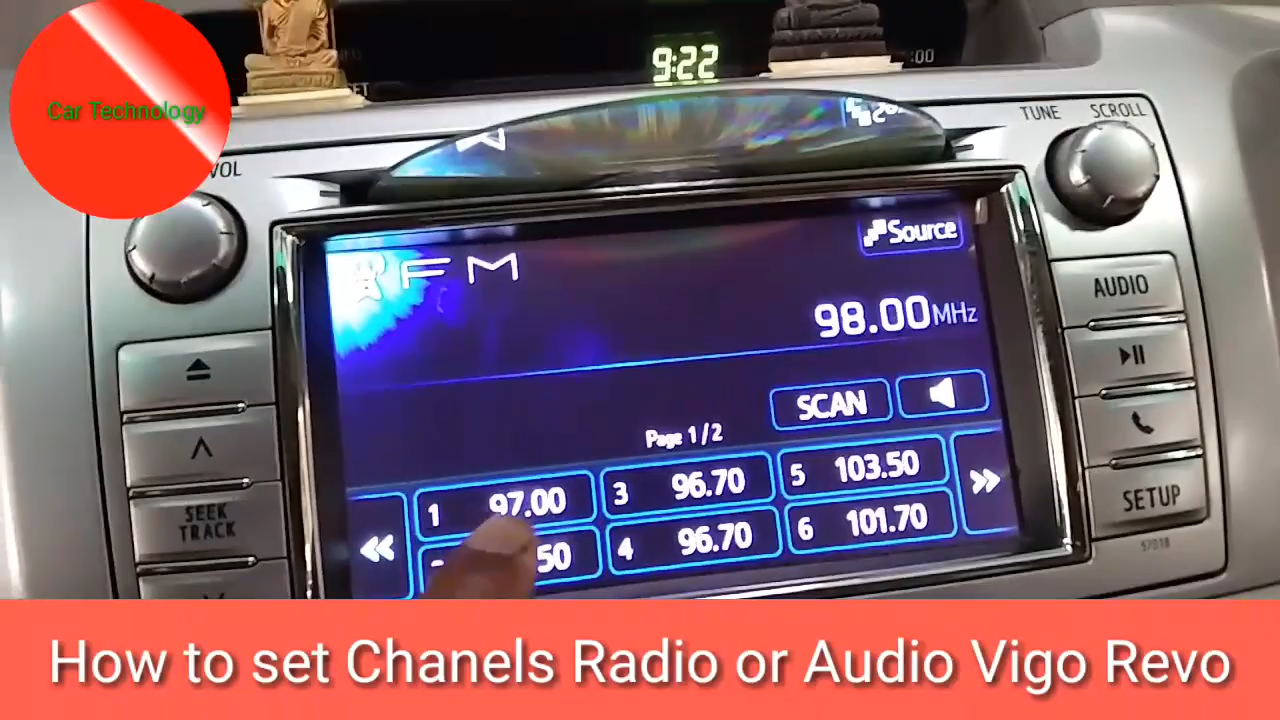 9:22
:00
Car Technology
VOL
TUNE SCROLL
Source
FM
98.00MHz
AUDIO
SCAN
Page 1/2
1 97.00
3 96.70
5 103.50
50
4 96.70
6 101.70
SEEK
TRACK
SETUP
57018
How to set Chanels Radio or Audio Vigo Revo